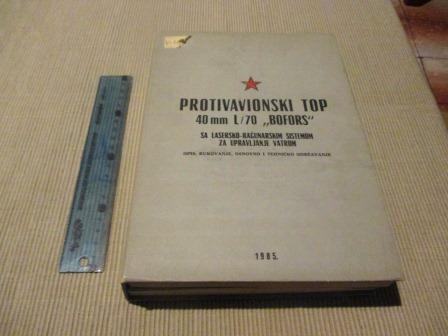 PROTIVAVIONSKI TOP
40 mm L/70 „BOFORS"
SA LASERSKO-RAČUNARSKIM SISTEMOM
ZA UPRAVLJANJE VATROM
OPIS, RUKOVANJE, OSNOVNO I TEHNIČKO ODRŽAVANJE
1985.